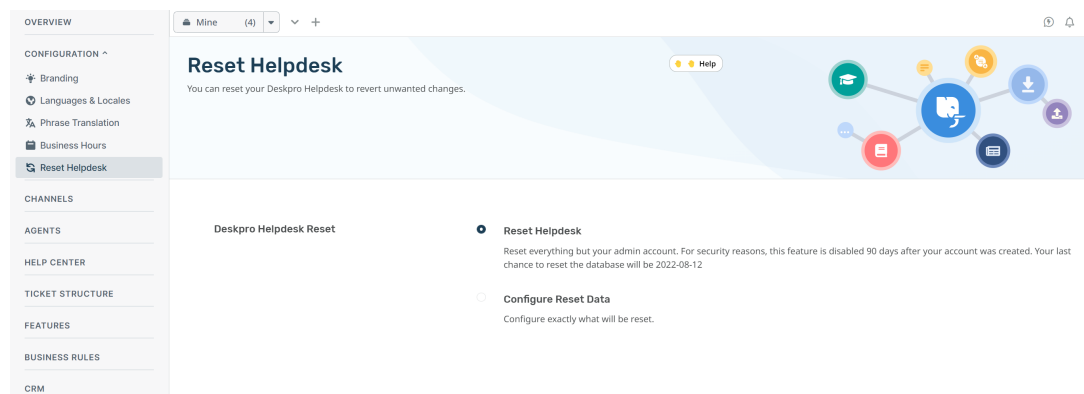 OVERVIEW
CONFIGURATION
Branding
Languages & Locales
Phrase Translation
Business Hours
Reset Helpdesk
CHANNELS
AGENTS
HELP CENTER
TICKET STRUCTURE
FEATURES
BUSINESS RULES
CRM
Mine (4)
Reset Helpdesk
You can reset your Deskpro Helpdesk to revert unwanted changes.
Help
Deskpro Helpdesk Reset
Reset Helpdesk
Reset everything but your admin account. For security reasons, this feature is disabled 90 days after your account was created. Your last
chance to reset the database will be 2022-08-12
Configure Reset Data
Configure exactly what will be reset.